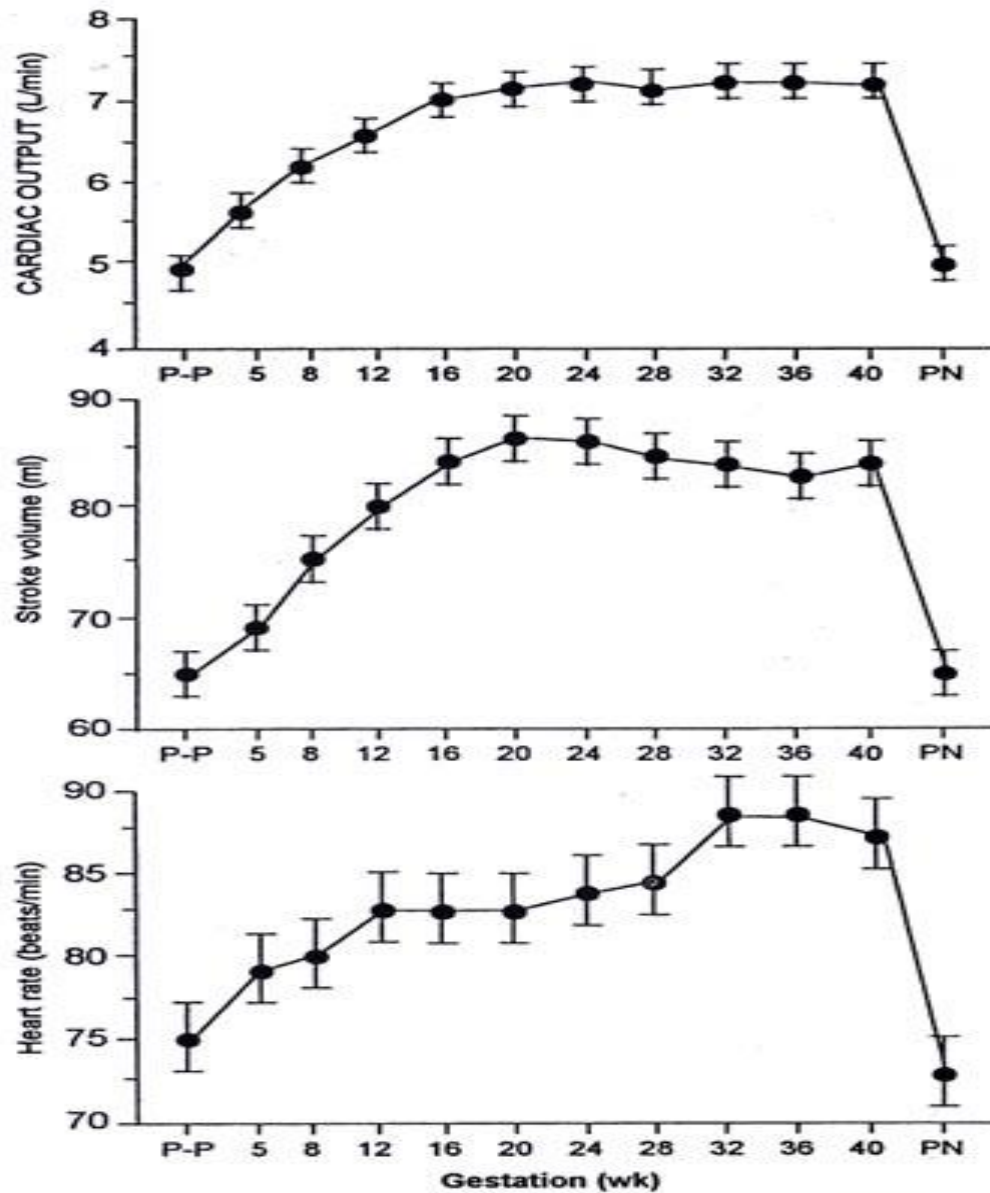 CARDIAC OUTPUT (L/min)
8
7
6
5
4
P-P 5 8 12 16 20 24 28 32 36 40 PN
Stroke volume (ml)
90
80
70
60
P-P 5 8 12 16 20 24 28 32 36 40 PN
Heart rate (beats/min)
90
85
80
75
70
P-P 5 8 12 16 20 24 28 32 36 40 PN
Gestation (wk)